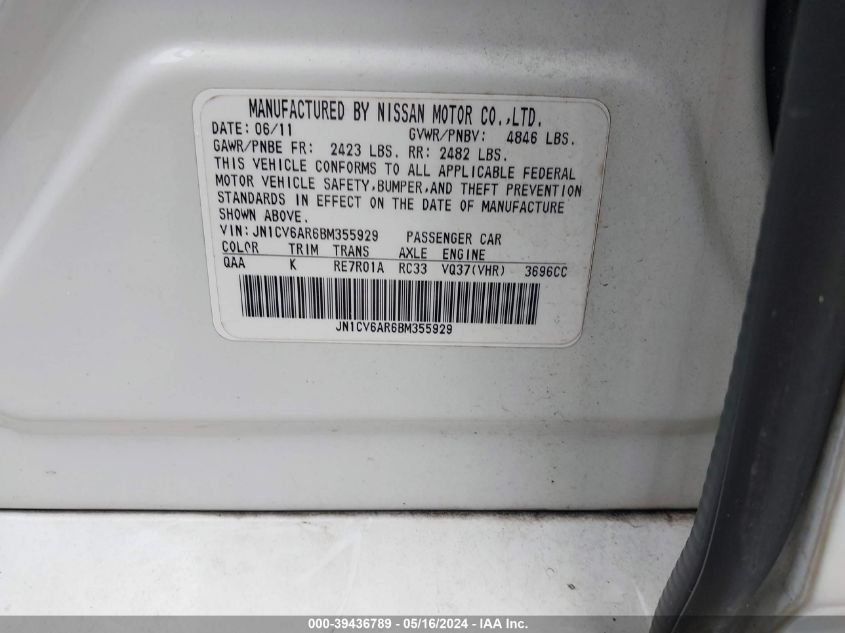 MANUFACTURED BY NISSAN MOTOR CO.,LTD.
DATE: 06/11 GVWR/PNBV: 4846 LBS.
GAWR/PNBE FR: 2423 LBS. RR: 2482 LBS.
THIS VEHICLE CONFORMS TO ALL APPLICABLE FEDERAL
MOTOR VEHICLE SAFETY,BUMPER,AND THEFT PREVENTION
STANDARDS IN EFFECT ON THE DATE OF MANUFACTURE
SHOWN ABOVE.
VIN: JN1CV6AR6BM355929 PASSENGER CAR
COLOR TRIM TRANS AXLE ENGINE
QAA K RE7R01A RC33 VQ37(VHR) 3696CC
JN1CV6AR6BM355929
000-39436789 - 05/16/2024 - IAA Inc.